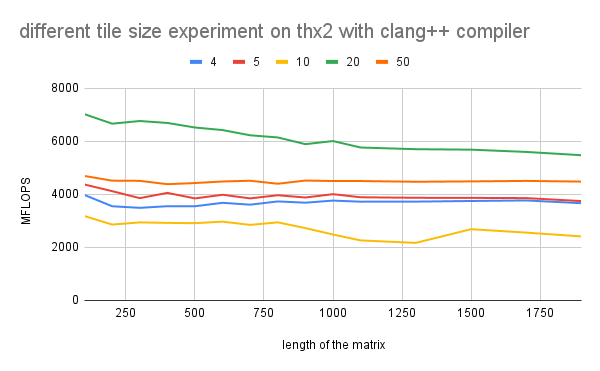 different tile size experiment on thx2 with clang++ compiler
4 5 10 20 50
8000
6000
4000
2000
0
MFLOPS
250 500 750 1000 1250 1500 1750
length of the matrix